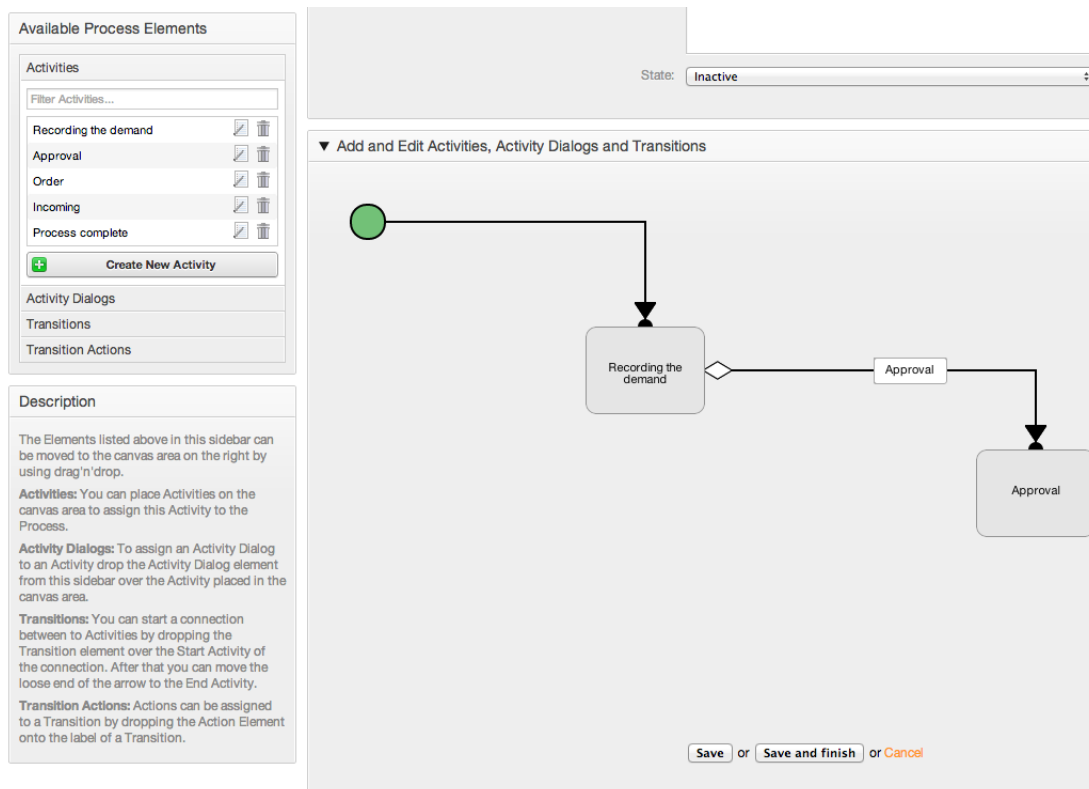 Available Process Elements
Activities
Filter Activities...
Recording the demand
Approval
Order
Incoming
Process complete
Create New Activity
Activity Dialogs
Transitions
Transition Actions
Description
The Elements listed above in this sidebar can
be moved to the canvas area on the right by
using drag'n'drop.
Activities: You can place Activities on the
canvas area to assign this Activity to the
Process.
Activity Dialogs: To assign an Activity Dialog
to an Activity drop the Activity Dialog element
from this sidebar over the Activity placed in the
canvas area.
Transitions: You can start a connection
between to Activities by dropping the
Transition element over the Start Activity of
the connection. After that you can move the
loose end of the arrow to the End Activity.
Transition Actions: Actions can be assigned
to a Transition by dropping the Action Element
onto the label of a Transition.
State: Inactive
▼ Add and Edit Activities, Activity Dialogs and Transitions
Recording the
demand
Approval
Approval
Save or Save and finish or Cancel